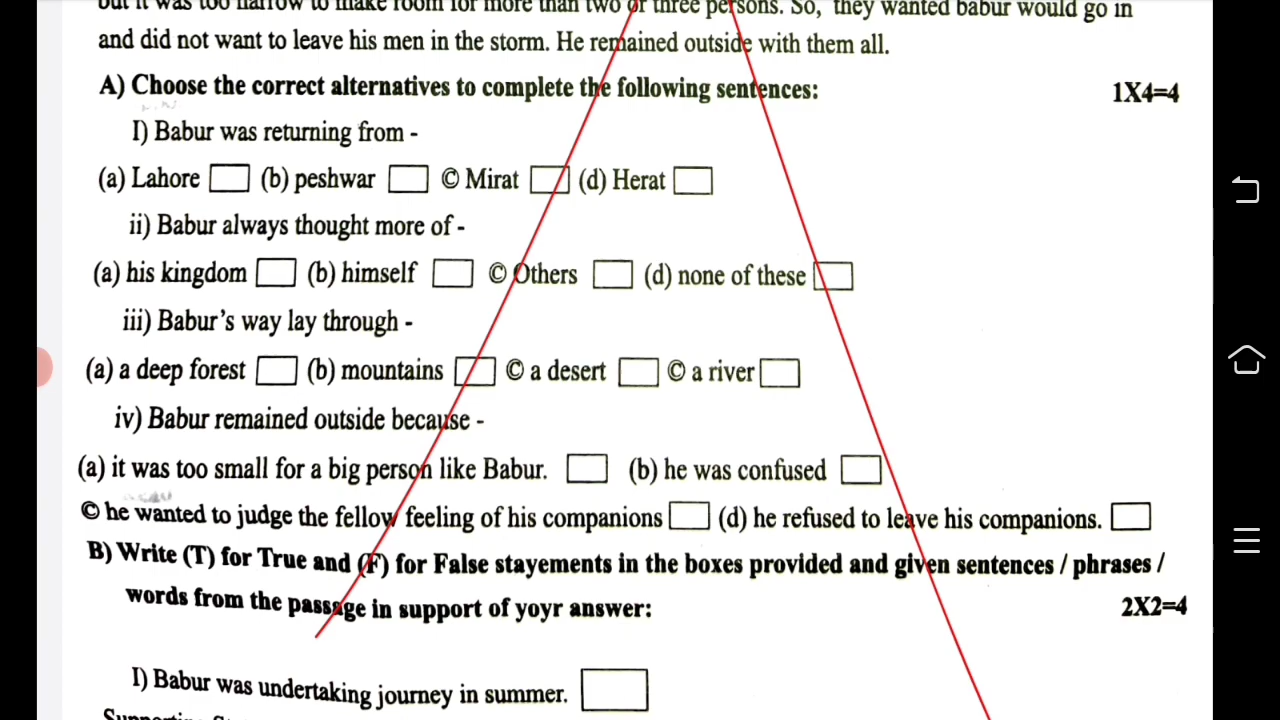 but it was too narrow to make room for more than two or three persons. So, they wanted babur would go in
and did not want to leave his men in the storm. He remained outside with them all.
A) Choose the correct alternatives to complete the following sentences: 1X4=4
I) Babur was returning from -
(a) Lahore (b) peshwar © Mirat (d) Herat
ii) Babur always thought more of -
(a) his kingdom (b) himself © Others (d) none of these
iii) Babur's way lay through -
(a) a deep forest (b) mountains © a desert © a river
iv) Babur remained outside because -
(a) it was too small for a big person like Babur. (b) he was confused
© he wanted to judge the fellow feeling of his companions (d) he refused to leave his companions.
B) Write (T) for True and (F) for False stayements in the boxes provided and given sentences / phrases /
words from the passage in support of yoyr answer: 2X2=4
I) Babur was undertaking journey in summer.